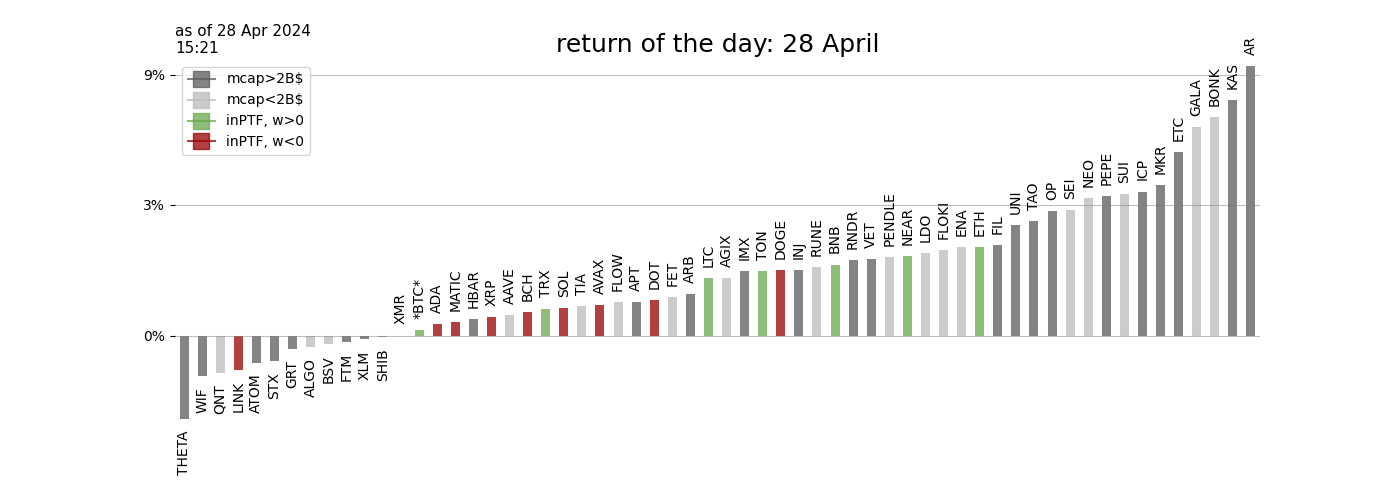 as of 28 Apr 2024
15:21
return of the day: 28 April
mcap>2B$
mcap<2B$
inPTF, w>0
inPTF, w<0
9%
3%
0%
THETA
WIF
QNT
LINK
ATOM
STX
GRT
ALGO
BSV
FTM
XLM
SHIB
XMR
*BTC*
ADA
MATIC
HBAR
XRP
AAVE
BCH
TRX
SOL
TIA
AVAX
FLOW
APT
DOT
FET
ARB
LTC
AGIX
IMX
TON
DOGE
INJ
RUNE
BNB
RNDR
VET
PENDLE
NEAR
LDO
FLOKI
ENA
ETH
FIL
UNI
TAO
OP
SEI
NEO
PEPE
SUI
ICP
MKR
ETC
GALA
BONK
KAS
AR